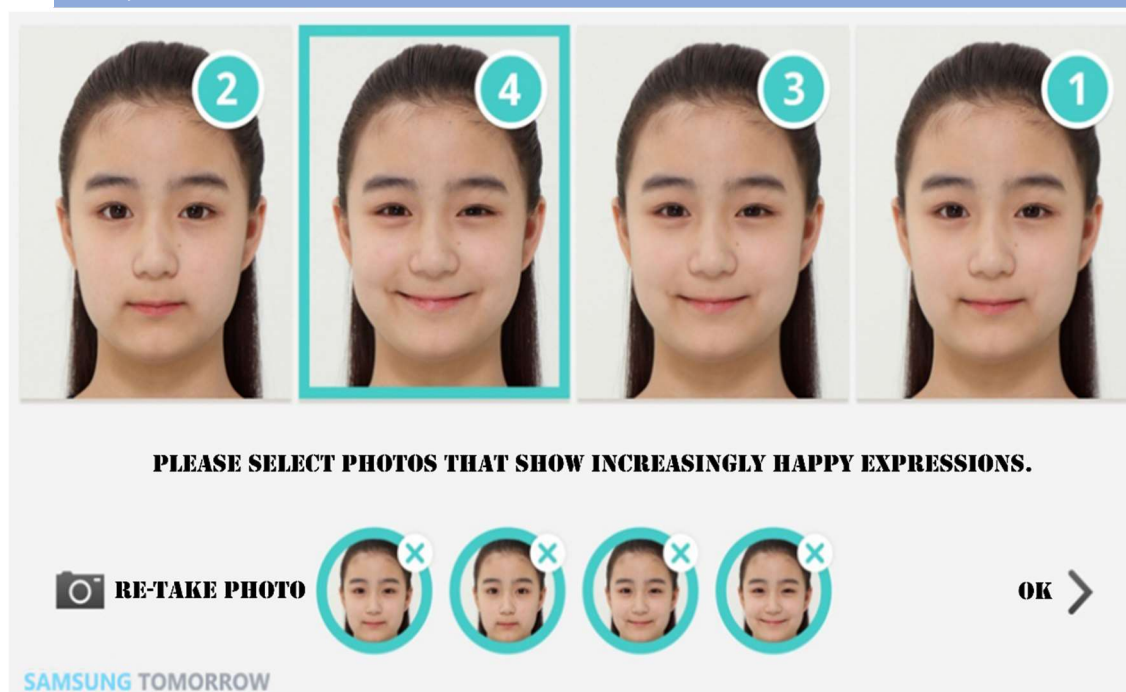 2 4 3 1
PLEASE SELECT PHOTOS THAT SHOW INCREASINGLY HAPPY EXPRESSIONS.
RE-TAKE PHOTO
OK
SAMSUNG TOMORROW